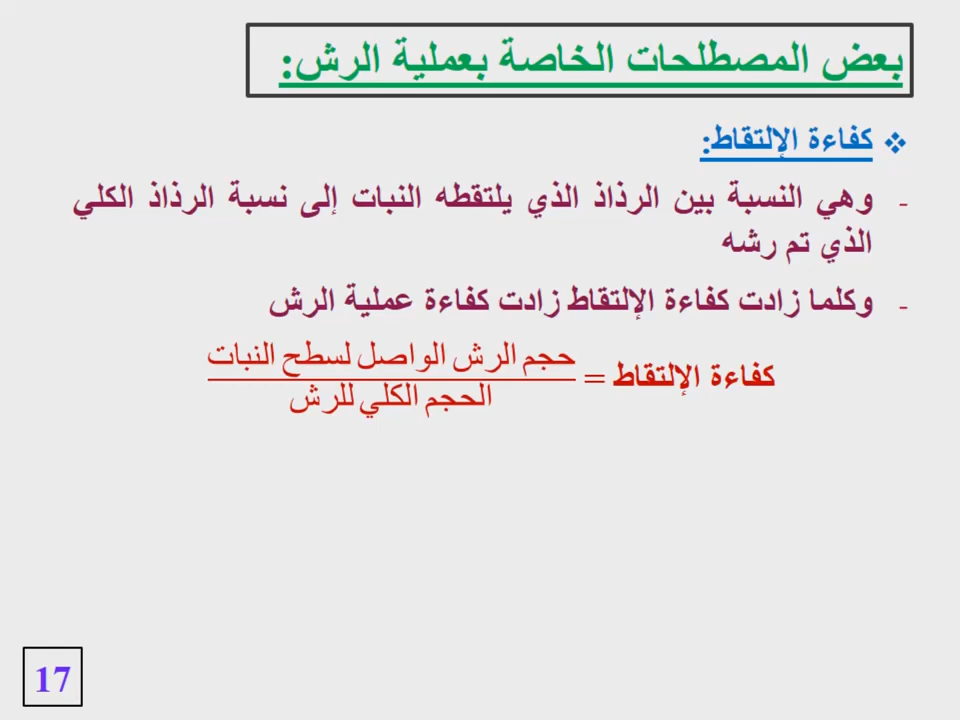 بعض المصطلحات الخاصة بعملية الرش:
❖ كفاءة الإلتقاط:
- وهي النسبة بين الرذاذ الذي يلتقطه النبات إلى نسبة الرذاذ الكلي
الذي تم رشه
- وكلما زادت كفاءة الإلتقاط زادت كفاءة عملية الرش
كفاءة الإلتقاط = حجم الرش الواصل لسطح النبات
الحجم الكلي للرش
17